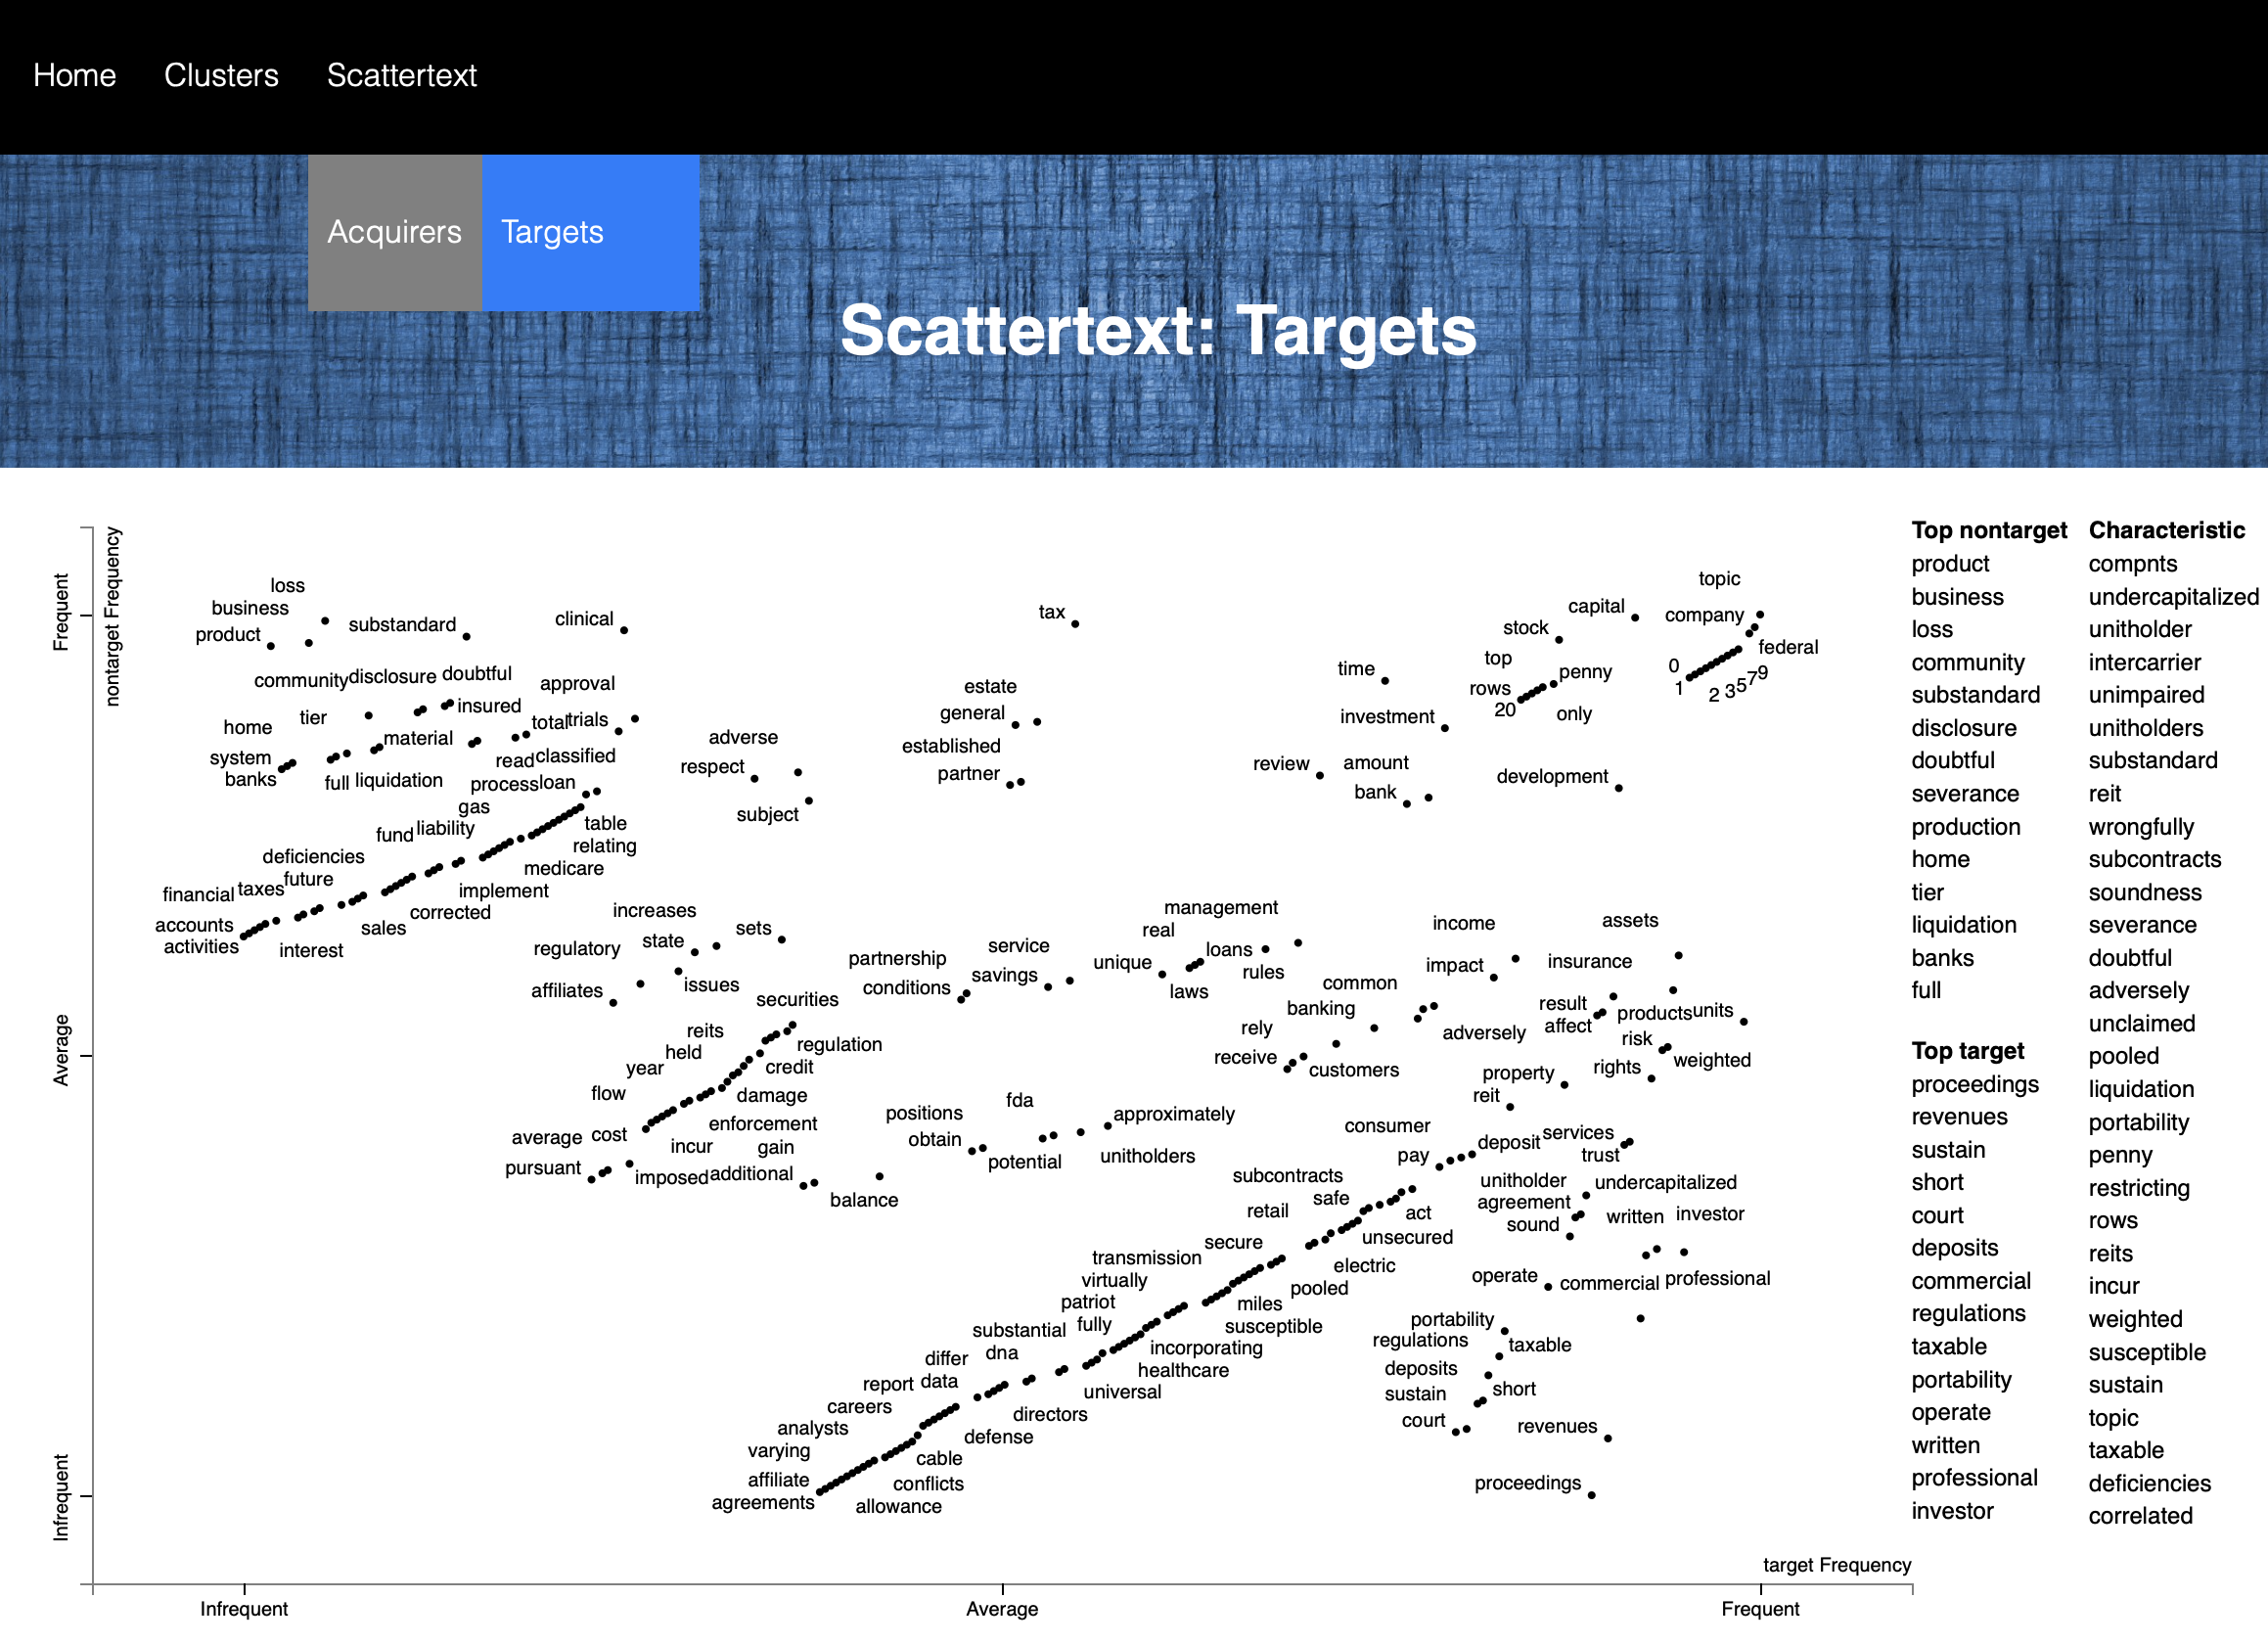 Home Clusters Scattertext
Acquirers Targets
Scattertext: Targets
Frequent
Average
Infrequent
nontarget Frequency
loss
business
product
substandard
clinical
tax
topic
capital
company
stock
federal
top
time
penny
0
1 2 3 5 7 9
rows
20
only
community disclosure doubtful
approval
estate
general
investment
tier
insured
total trials
home
material
adverse
established
system
read classified
respect
partner
review amount
development
banks
full liquidation
process loan
bank
gas
subject
fund liability
table
relating
deficiencies
medicare
future
financial taxes
implement
corrected
increases
management
accounts
sales
real
income
assets
activities
interest
regulatory
state
sets
service
loans
partnership
unique
rules
impact
insurance
affiliates
issues
conditions
savings
laws
common
securities
banking
result
products units
reits
rely
adversely
affect
held
regulation
receive
risk
year
credit
customers
property
rights
weighted
flow
damage
reit
average cost
enforcement
positions
fda
approximately
incur
gain
obtain
consumer
deposit services
pursuant
imposed additional
potential
unitholders
pay
trust
balance
subcontracts
unitholder
undercapitalized
retail
safe
act
agreement
written investor
sound
secure
unsecured
transmission
electric
operate
commercial professional
virtually
pooled
patriot
miles
portability
substantial fully
susceptible
regulations
taxable
differ dna
incorporating
healthcare
deposits
report data
universal
sustain
short
careers
directors
court
revenues
analysts
defense
varying
cable
affiliate
conflicts
proceedings
agreements
allowance
target Frequency
Infrequent
Average
Frequent
Top nontarget
product
business
loss
community
substandard
disclosure
doubtful
severance
production
home
tier
liquidation
banks
full
Top target
proceedings
revenues
sustain
short
court
deposits
commercial
regulations
taxable
portability
operate
written
professional
investor
Characteristic
compnts
undercapitalized
unitholder
intercarrier
unimpaired
unitholders
substandard
reit
wrongfully
subcontracts
soundness
severance
doubtful
adversely
unclaimed
pooled
liquidation
portability
penny
restricting
rows
reits
incur
weighted
susceptible
sustain
topic
taxable
deficiencies
correlated